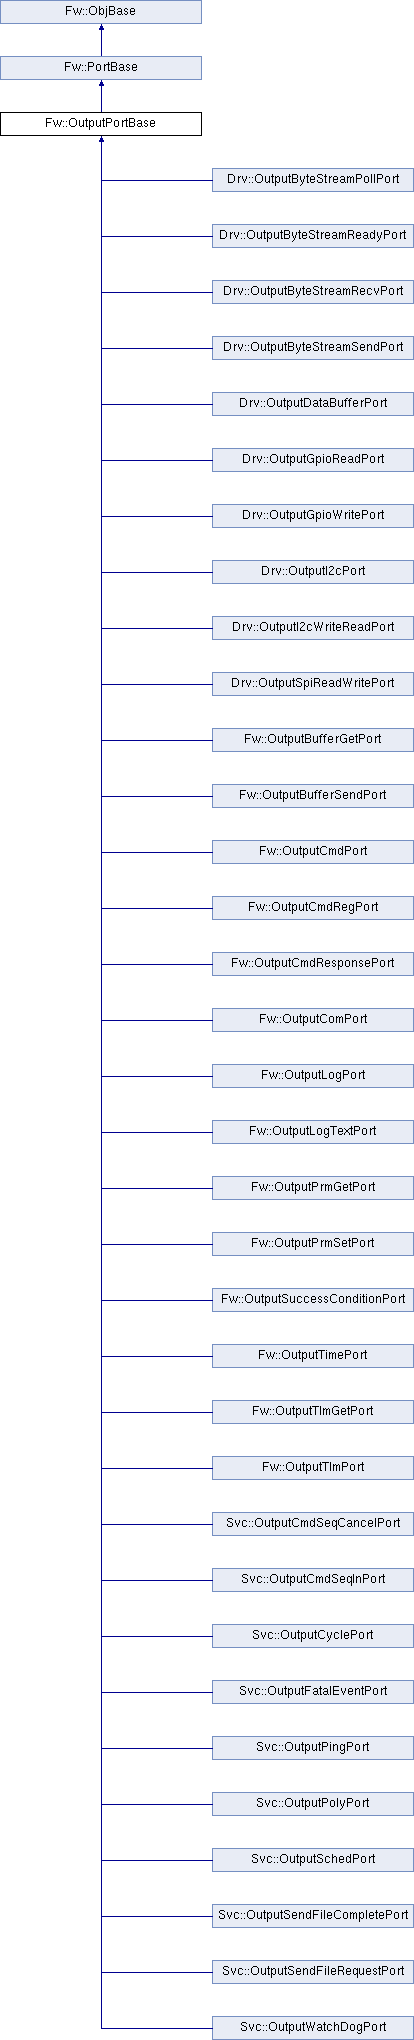 Fw::ObjBase
Fw::PortBase
Fw::OutputPortBase
Drv::OutputByteStreamPollPort
Drv::OutputByteStreamReadyPort
Drv::OutputByteStreamRecvPort
Drv::OutputByteStreamSendPort
Drv::OutputDataBufferPort
Drv::OutputGpioReadPort
Drv::OutputGpioWritePort
Drv::OutputI2cPort
Drv::OutputI2cWriteReadPort
Drv::OutputSpiReadWritePort
Fw::OutputBufferGetPort
Fw::OutputBufferSendPort
Fw::OutputCmdPort
Fw::OutputCmdRegPort
Fw::OutputCmdResponsePort
Fw::OutputComPort
Fw::OutputLogPort
Fw::OutputLogTextPort
Fw::OutputPrmGetPort
Fw::OutputPrmSetPort
Fw::OutputSuccessConditionPort
Fw::OutputTimePort
Fw::OutputTlmGetPort
Fw::OutputTlmPort
Svc::OutputCmdSeqCancelPort
Svc::OutputCmdSeqInPort
Svc::OutputCyclePort
Svc::OutputFatalEventPort
Svc::OutputPingPort
Svc::OutputPolyPort
Svc::OutputSchedPort
Svc::OutputSendFileCompletePort
Svc::OutputSendFileRequestPort
Svc::OutputWatchDogPort